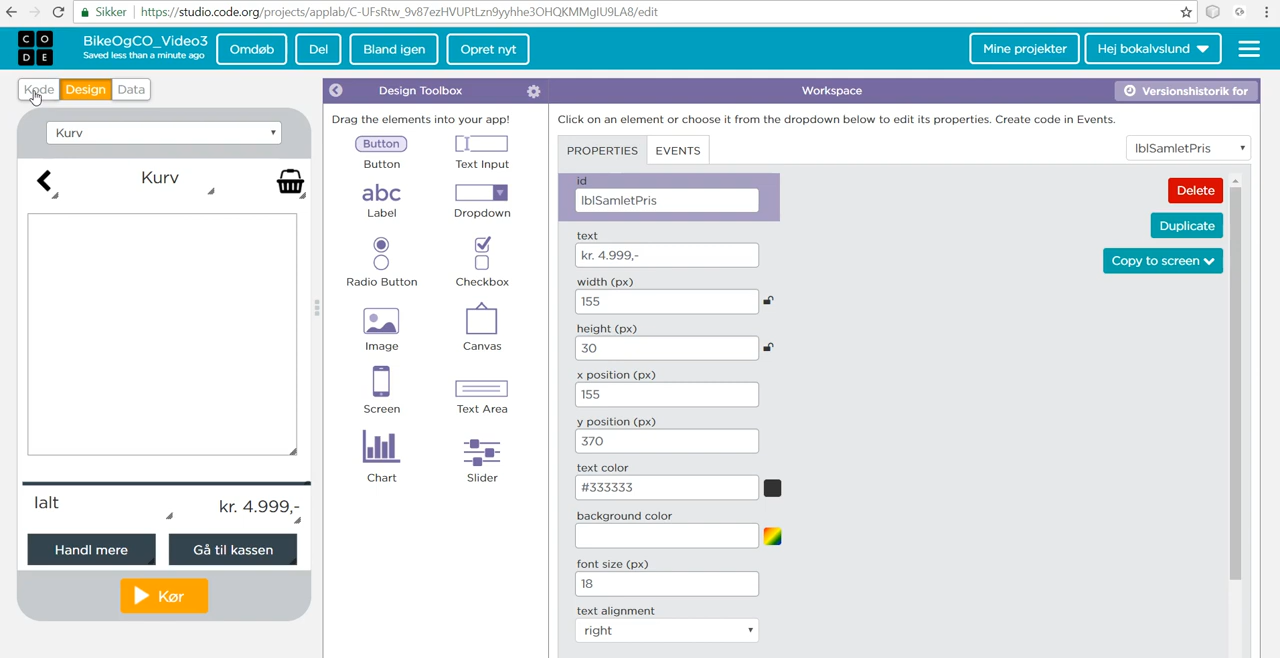 Sikker https://studio.code.org/projects/applab/C-UFsRtw_9v87ezHVUPtLzn9yyhhe3OHQKMMgIU9LA8/edit
C O
D E
BikeOgCO_Video3
Saved less than a minute ago
Omdøb
Del
Bland igen
Opret nyt
Mine projekter
Hej bokalvslund
Kode
Design
Data
Kurv
Kurv
Ialt
kr. 4.999,-
Handl mere
Gå til kassen
Kør
Design Toolbox
Drag the elements into your app!
Button
Button
Text Input
abc
Label
Dropdown
Radio Button
Checkbox
Image
Canvas
Screen
Text Area
Chart
Slider
Workspace
Versionshistorik for
Click on an element or choose it from the dropdown below to edit its properties. Create code in Events.
PROPERTIES
EVENTS
lblSamletPris
id
lblSamletPris
Delete
Duplicate
Copy to screen
text
kr. 4.999,-
width (px)
155
height (px)
30
x position (px)
155
y position (px)
370
text color
#333333
background color
font size (px)
18
text alignment
right